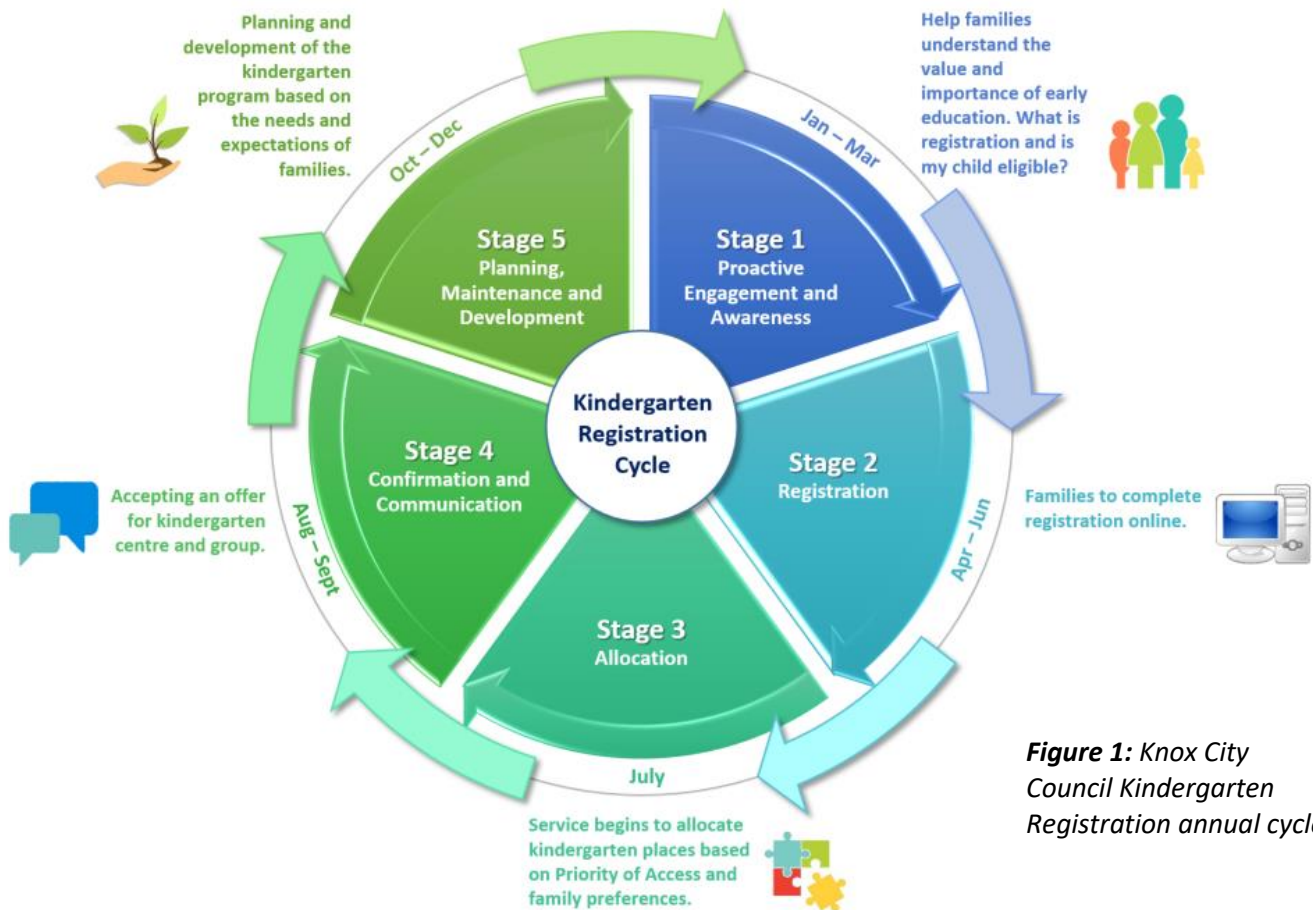 Planning and
development of the
kindergarten
program based on
the needs and
expectations of
families.
Oct – Dec
Help families
understand the
value and
importance of early
education. What is
registration and is
my child eligible?
Jan – Mar
Stage 5
Planning,
Maintenance and
Development
Stage 1
Proactive
Engagement and
Awareness
Kindergarten
Registration
Cycle
Stage 4
Confirmation and
Communication
Stage 2
Registration
Accepting an offer
for kindergarten
centre and group.
Aug – Sept
Families to complete
registration online.
Apr – Jun
Stage 3
Allocation
July
Service begins to allocate
kindergarten places based
on Priority of Access and
family preferences.
Figure 1: Knox City
Council Kindergarten
Registration annual cycle